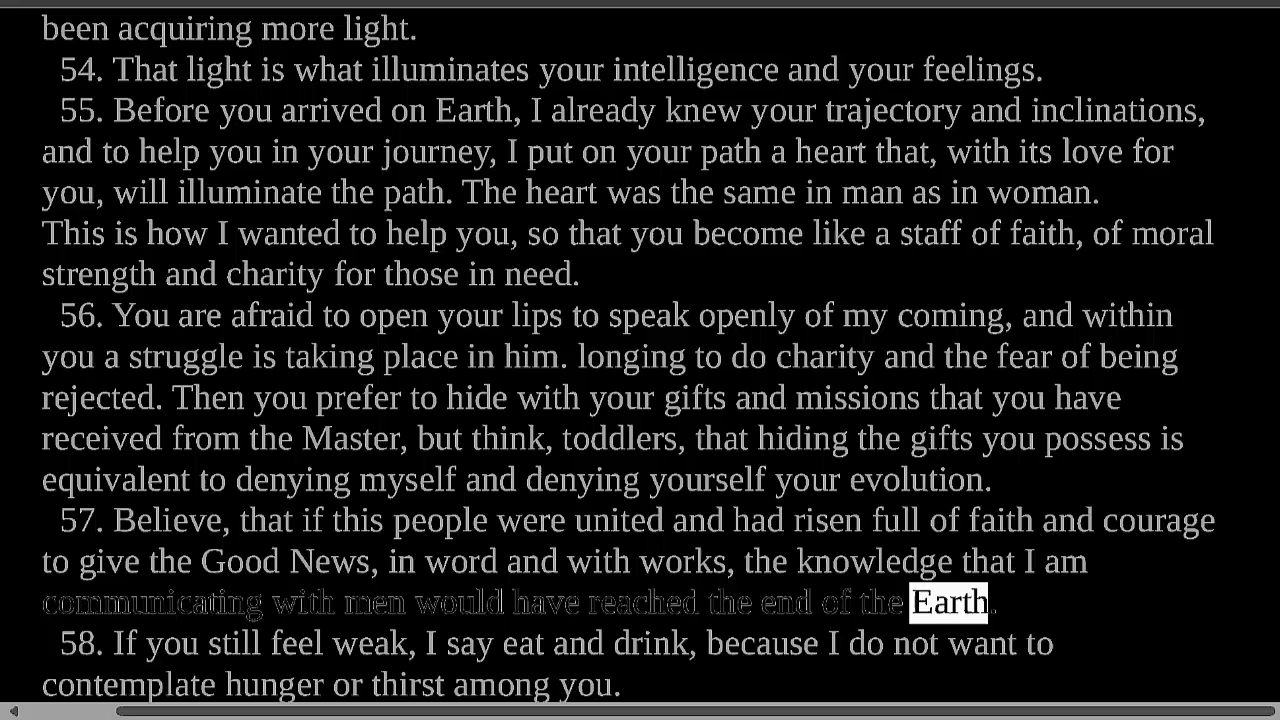 been acquiring more light.
54. That light is what illuminates your intelligence and your feelings.
55. Before you arrived on Earth, I already knew your trajectory and inclinations,
and to help you in your journey, I put on your path a heart that, with its love for
you, will illuminate the path. The heart was the same in man as in woman.
This is how I wanted to help you, so that you become like a staff of faith, of moral
strength and charity for those in need.
56. You are afraid to open your lips to speak openly of my coming, and within
you a struggle is taking place in him. longing to do charity and the fear of being
rejected. Then you prefer to hide with your gifts and missions that you have
received from the Master, but think, toddlers, that hiding the gifts you possess is
equivalent to denying myself and denying yourself your evolution.
57. Believe, that if this people were united and had risen full of faith and courage
to give the Good News, in word and with works, the knowledge that I am
communicating with men would have reached the end of the Earth.
58. If you still feel weak, I say eat and drink, because I do not want to
contemplate hunger or thirst among you.